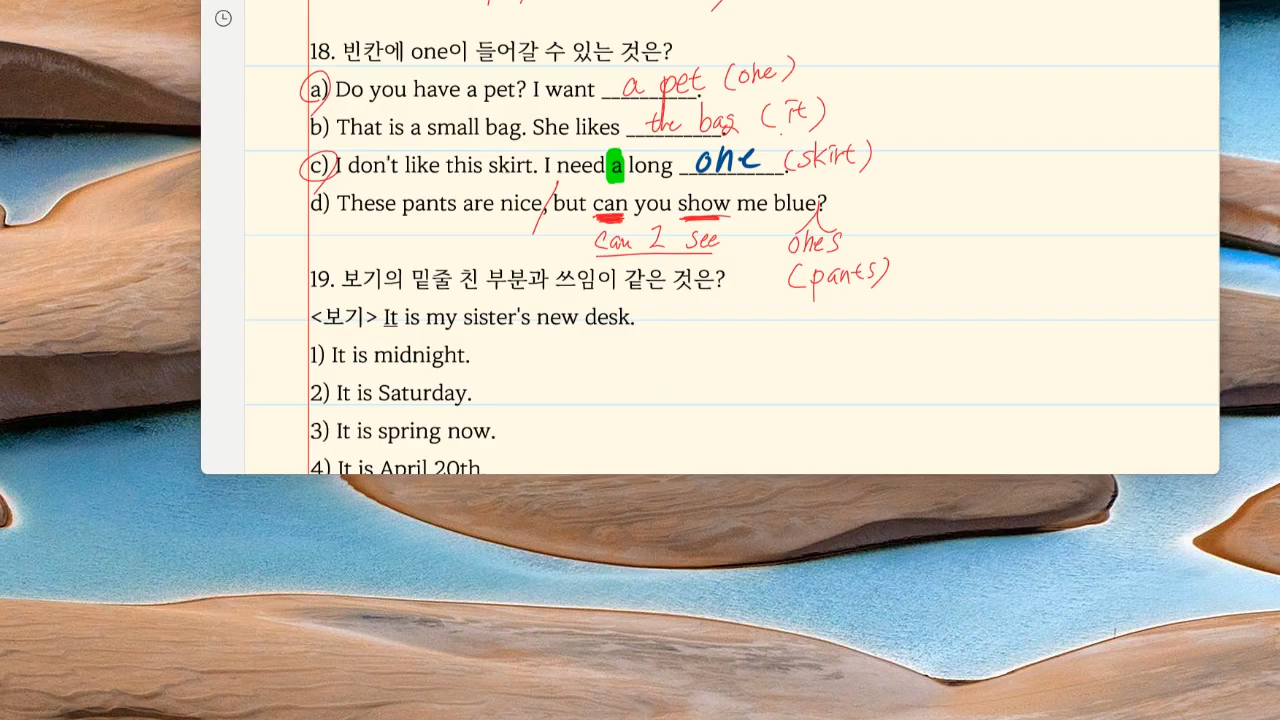 18. 빈칸에 one이 들어갈 수 있는 것은?
a) Do you have a pet? I want __________. a pet (one)
b) That is a small bag. She likes __________. the bag (it)
c) I don't like this skirt. I need a long ___________. one (skirt)
d) These pants are nice, but can you show me blue?
can I see ones
(pants)
19. 보기의 밑줄 친 부분과 쓰임이 같은 것은?
<보기> It is my sister's new desk.
1) It is midnight.
2) It is Saturday.
3) It is spring now.
4) It is April 20th